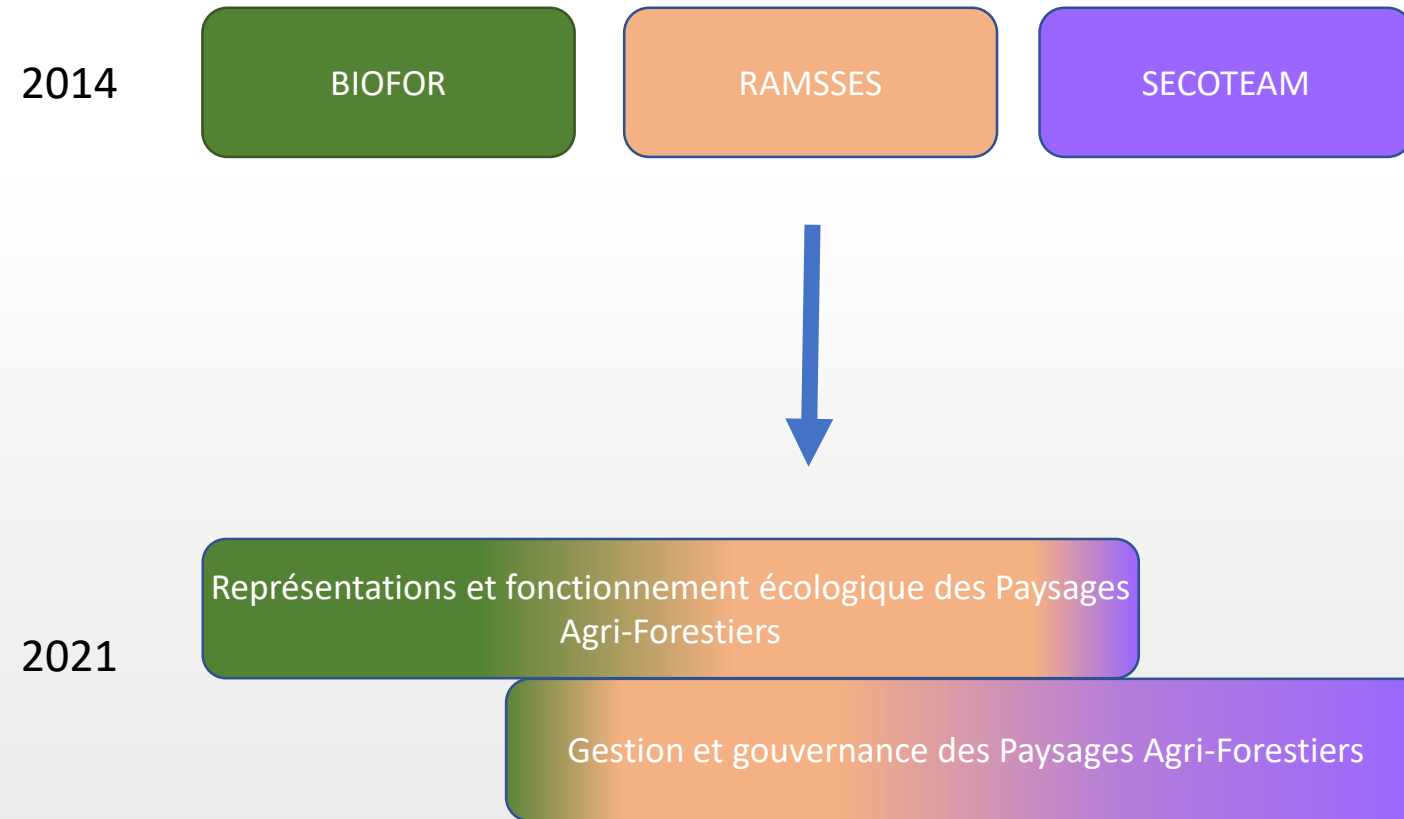 2014
BIOFOR
RAMSSES
SECOTEAM
2021
Représentations et fonctionnement écologique des Paysages
Agri-Forestiers
Gestion et gouvernance des Paysages Agri-Forestiers